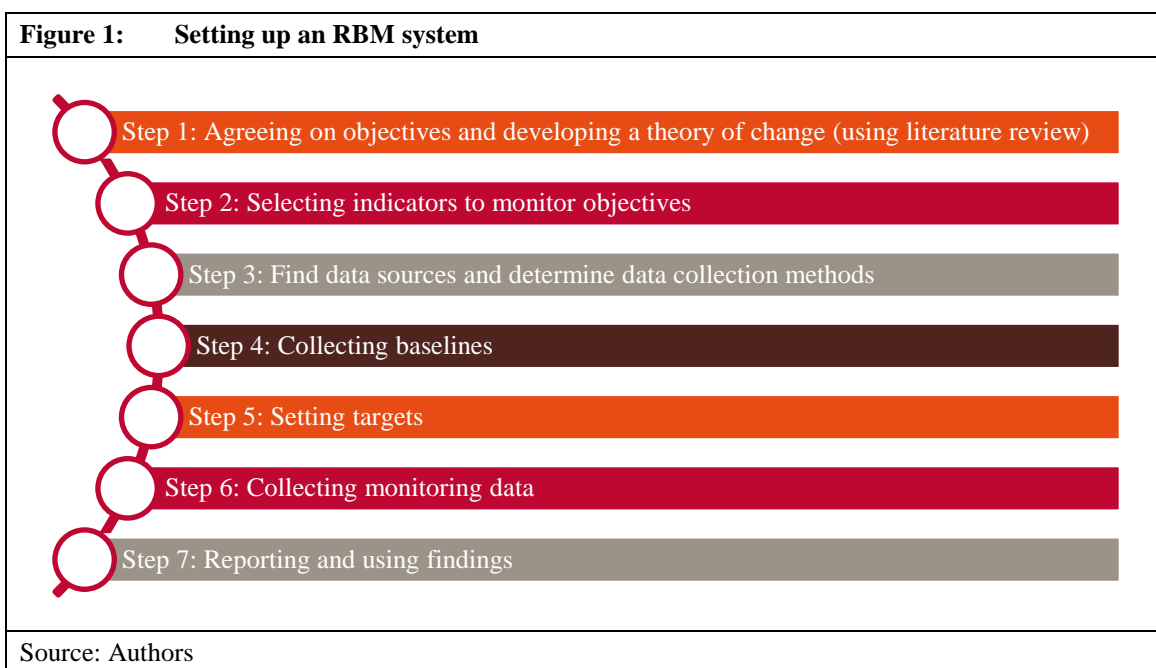 Figure 1: Setting up an RBM system
Step 1: Agreeing on objectives and developing a theory of change (using literature review)
Step 2: Selecting indicators to monitor objectives
Step 3: Find data sources and determine data collection methods
Step 4: Collecting baselines
Step 5: Setting targets
Step 6: Collecting monitoring data
Step 7: Reporting and using findings
Source: Authors